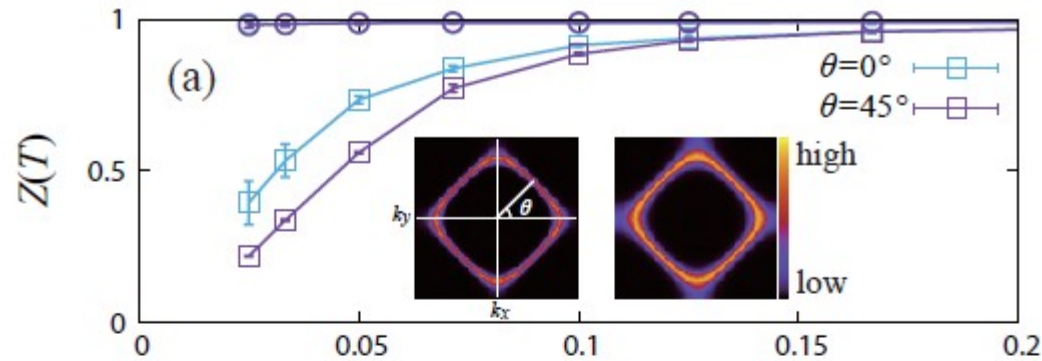 1
(a)
θ=0°
θ=45°
Z(T)
0.5
high
ky
θ
low
kx
0
0
0.05
0.1
0.15
0.2